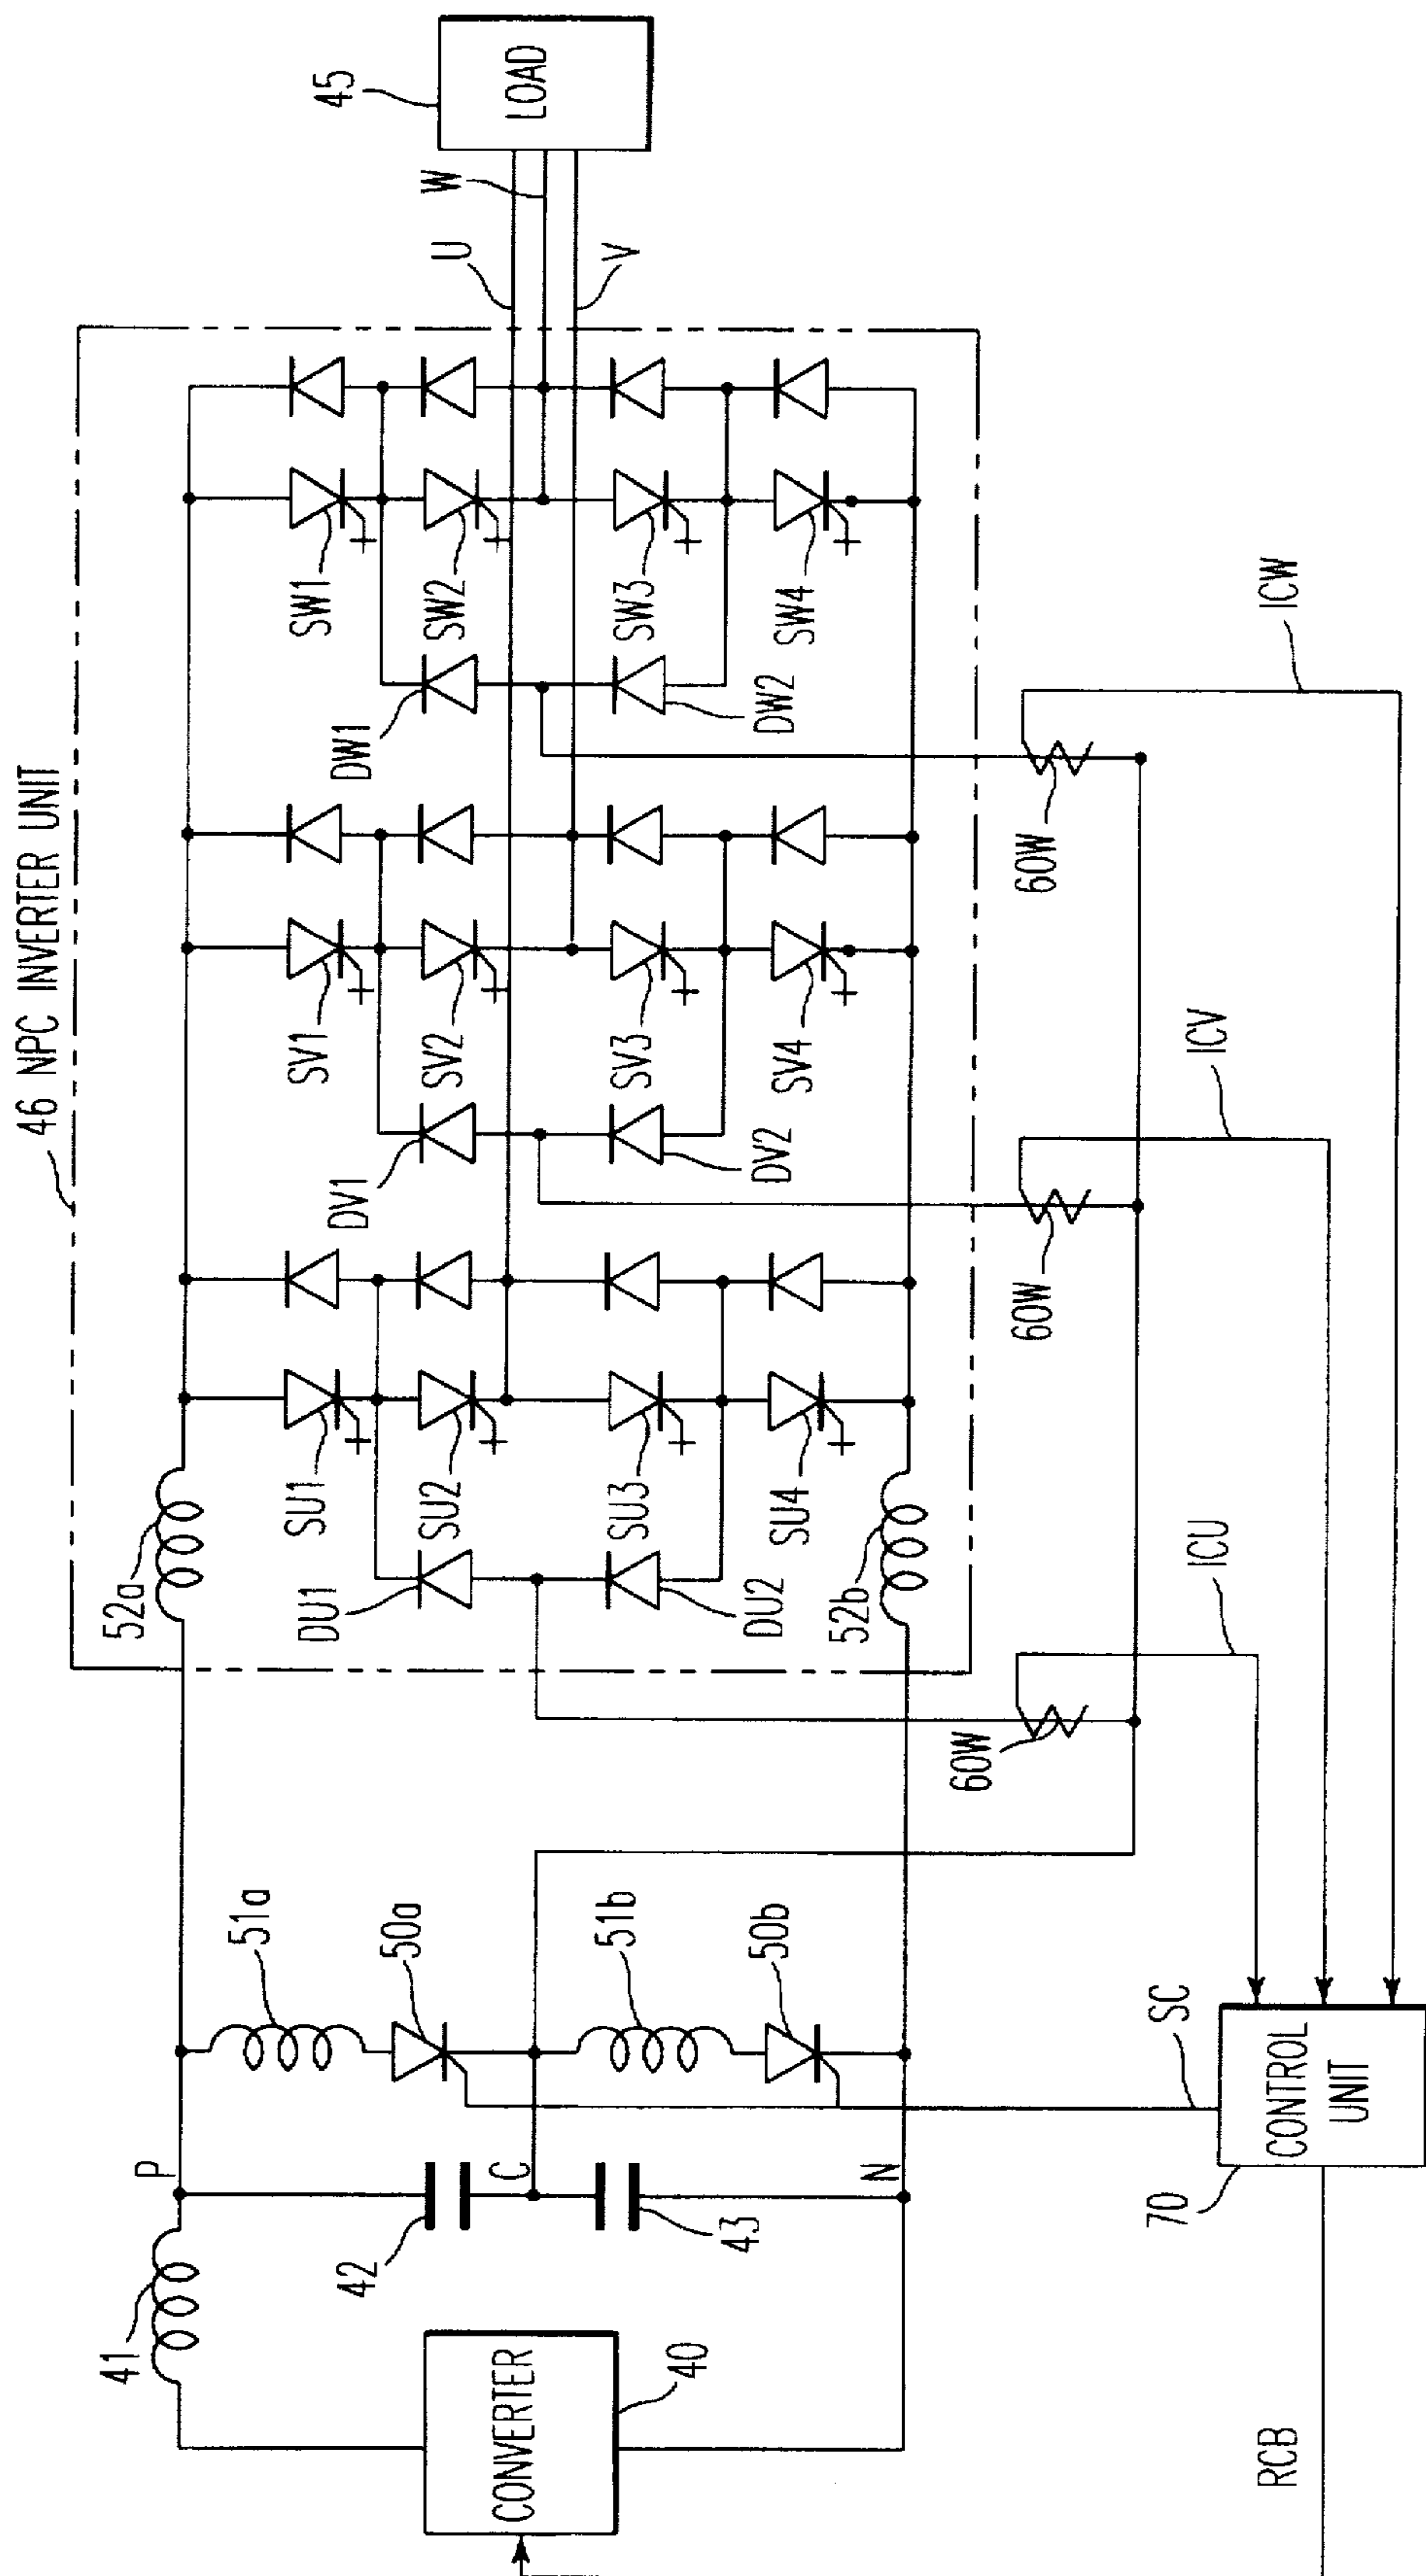 46 NPC INVERTER UNIT
52a
SU1
SU2
SU3
SU4
DU1
DU2
52b
SV1
SV2
SV3
SV4
DV1
DV2
SW1
SW2
SW3
SW4
DW1
DW2
U
W
V
45
LOAD
41
P
42
C
43
N
51a
50a
51b
50b
CONVERTER
40
60W
60W
60W
ICU
ICV
ICW
SC
CONTROL
UNIT
70
RCB